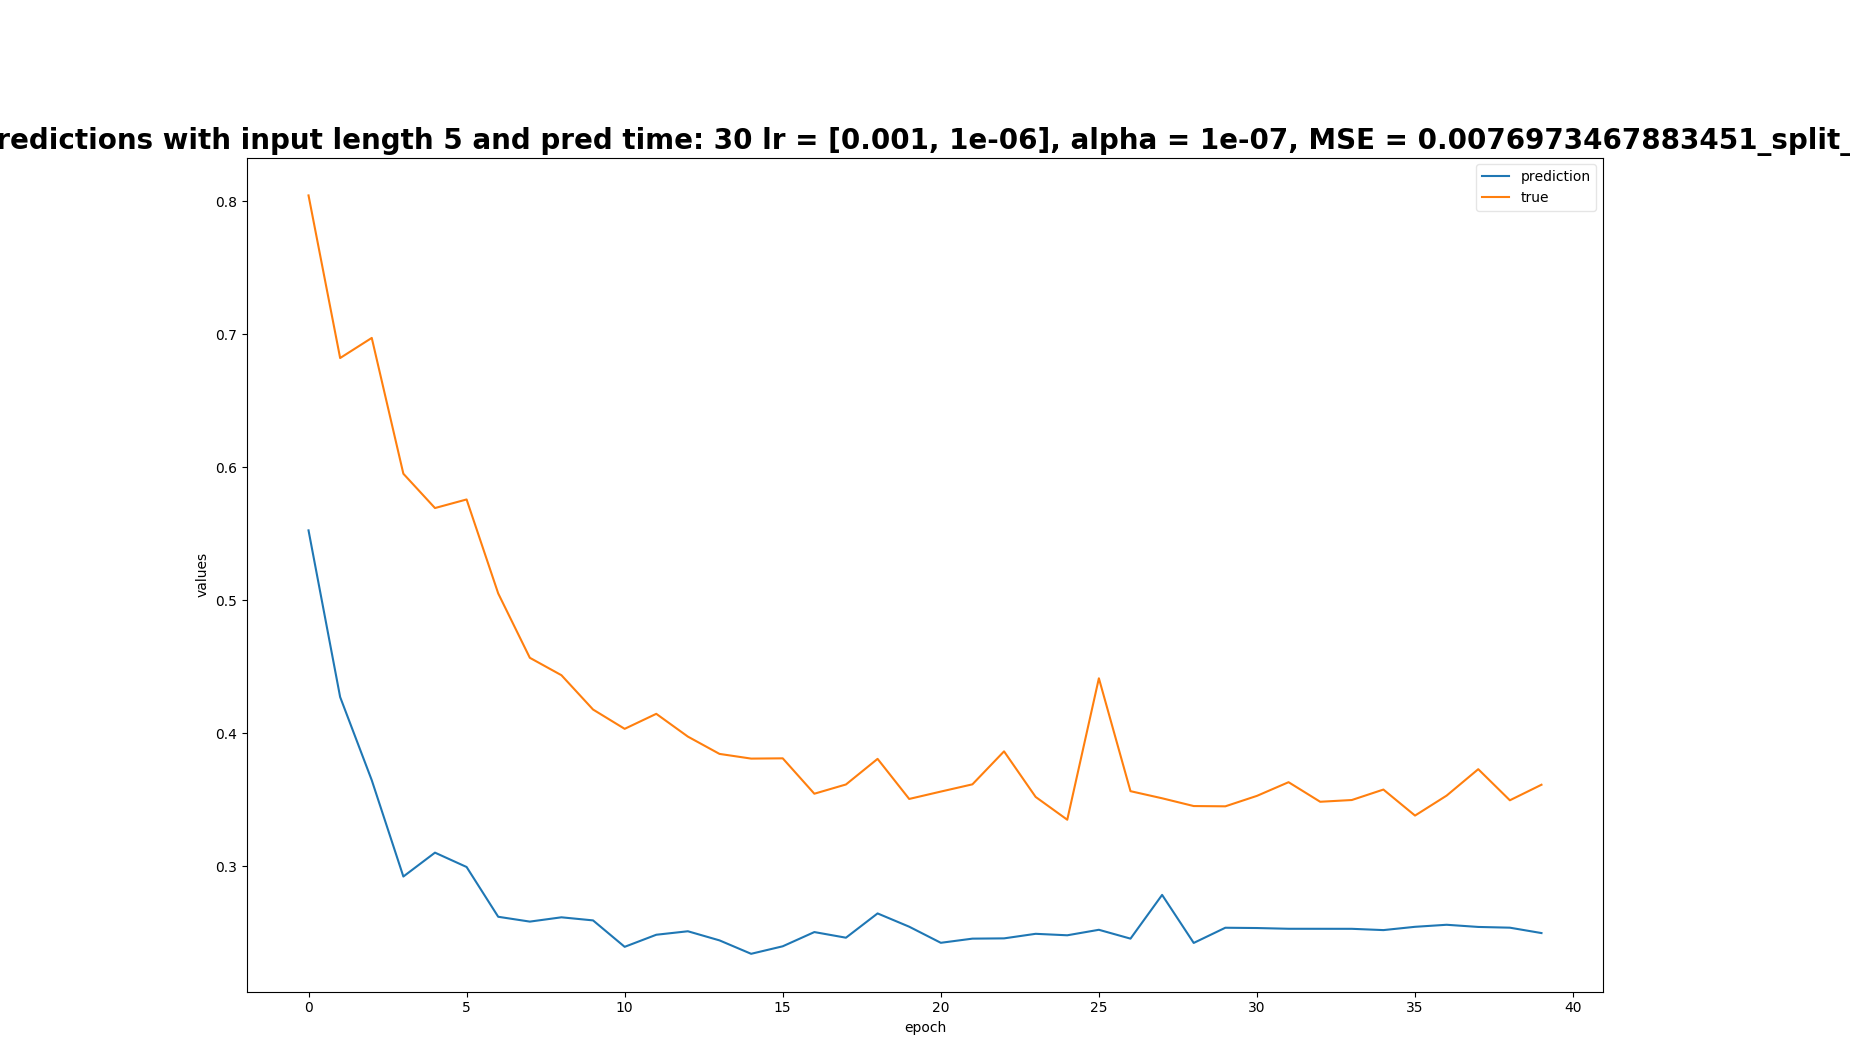 redictions with input length 5 and pred time: 30 lr = [0.001, 1e-06], alpha = 1e-07, MSE = 0.0076973467883451_split_
prediction
true
0.8
0.7
0.6
0.5
0.4
0.3
values
0 5 10 15 20 25 30 35 40
epoch